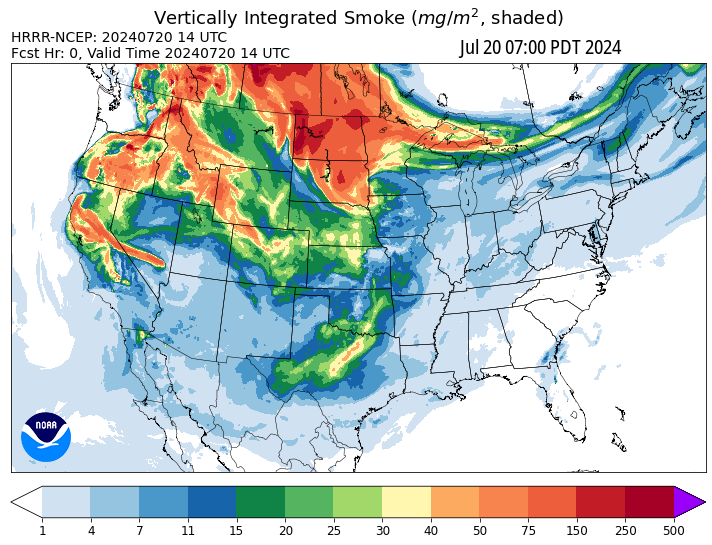 Vertically Integrated Smoke (mg/m², shaded)
HRRR-NCEP: 20240720 14 UTC
Fcst Hr: 0, Valid Time 20240720 14 UTC
Jul 20 07:00 PDT 2024
NOAA
1 4 7 11 15 20 25 30 40 50 75 150 250 500